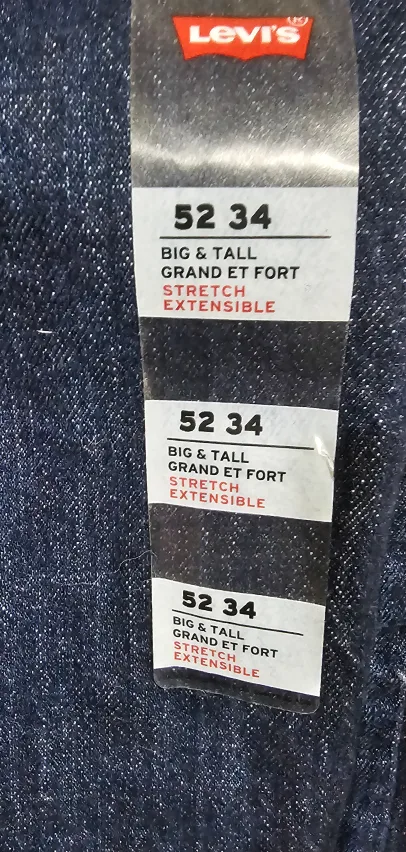 Levi's®
52 34
BIG & TALL
GRAND ET FORT
STRETCH
EXTENSIBLE
52 34
BIG & TALL
GRAND ET FORT
STRETCH
EXTENSIBLE
52 34
BIG & TALL
GRAND ET FORT
STRETCH
EXTENSIBLE